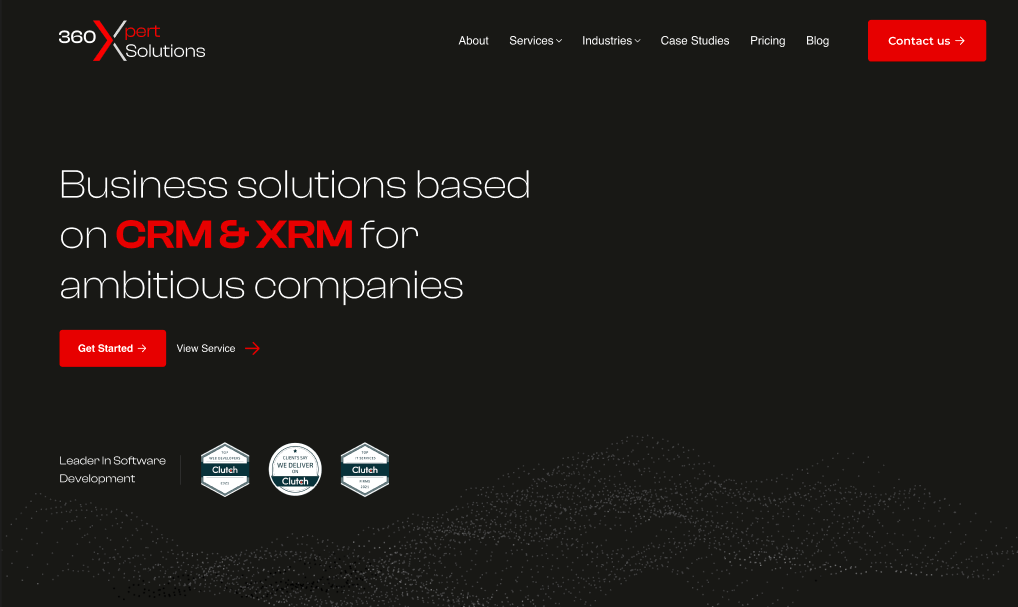 360 Xpert
Solutions
About
Services
Industries
Case Studies
Pricing
Blog
Contact us →
Business solutions based
on CRM & XRM for
ambitious companies
Get Started →
View Service →
Leader In Software
Development
TOP
WEB DEVELOPERS
Clutch
2021
CLIENTS SAY
WE DELIVER
ON
Clutch
TOP
IT SERVICES
Clutch
FIRMS
2021